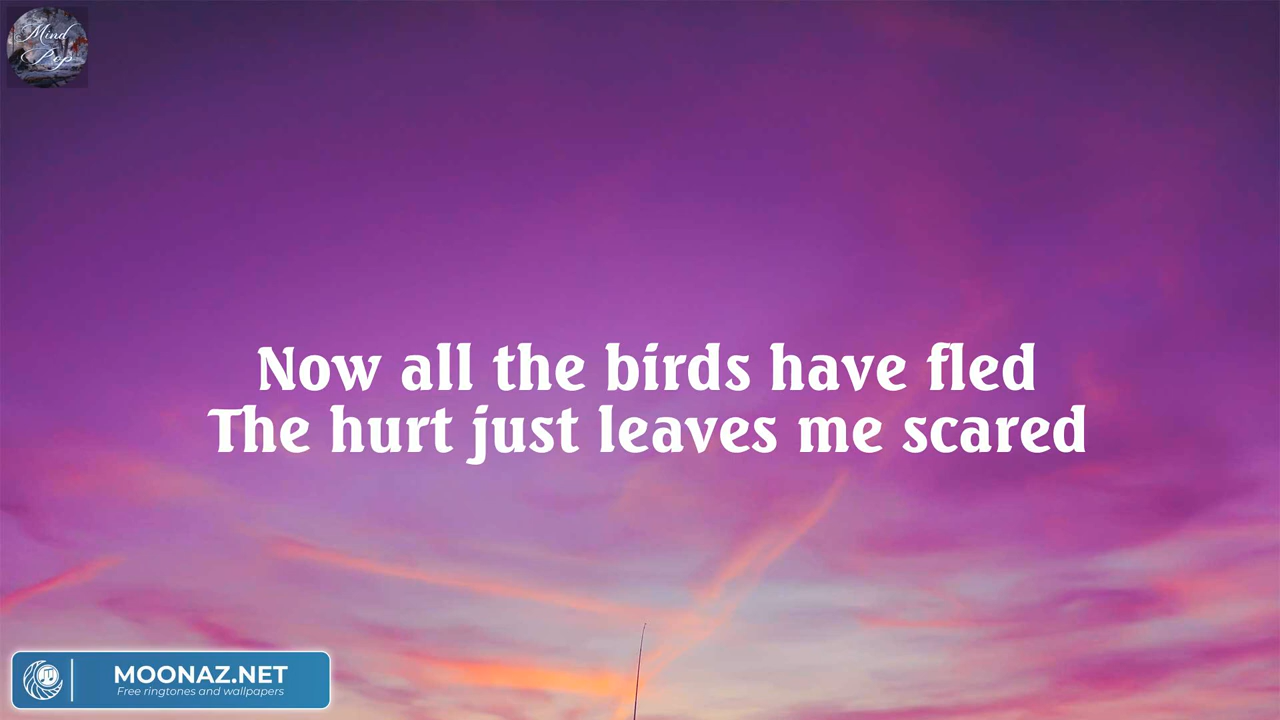 Mind
Pop
Now all the birds have fled
The hurt just leaves me scared
MOONAZ.NET
Free ringtones and wallpapers